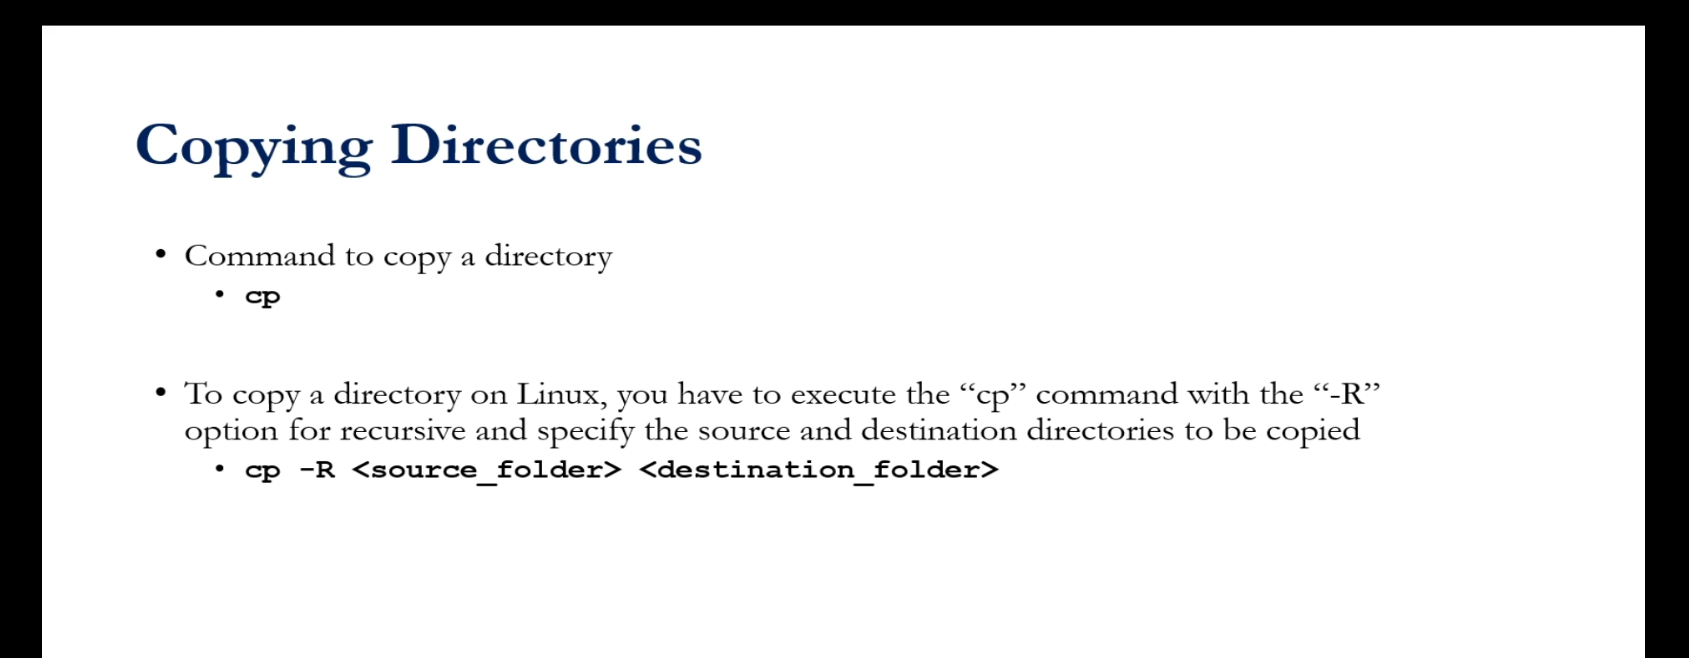 Copying Directories
• Command to copy a directory
• cp
• To copy a directory on Linux, you have to execute the “cp” command with the “-R”
option for recursive and specify the source and destination directories to be copied
• cp -R <source_folder> <destination_folder>